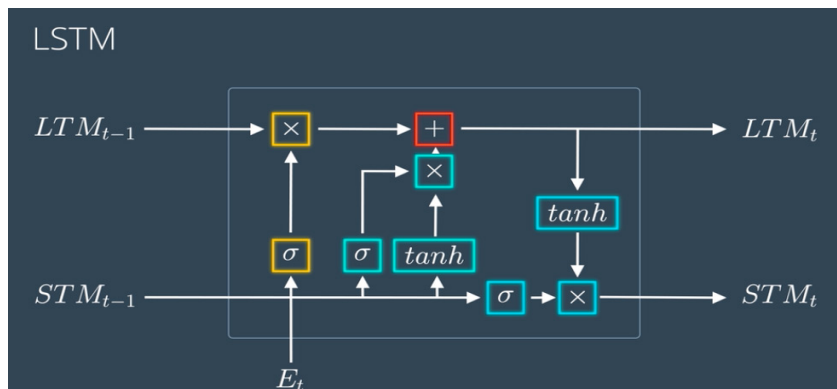 LSTM
LTM_{t-1} × + LTM_t
×
tanh
σ σ tanh
STM_{t-1} σ × STM_t
E_t